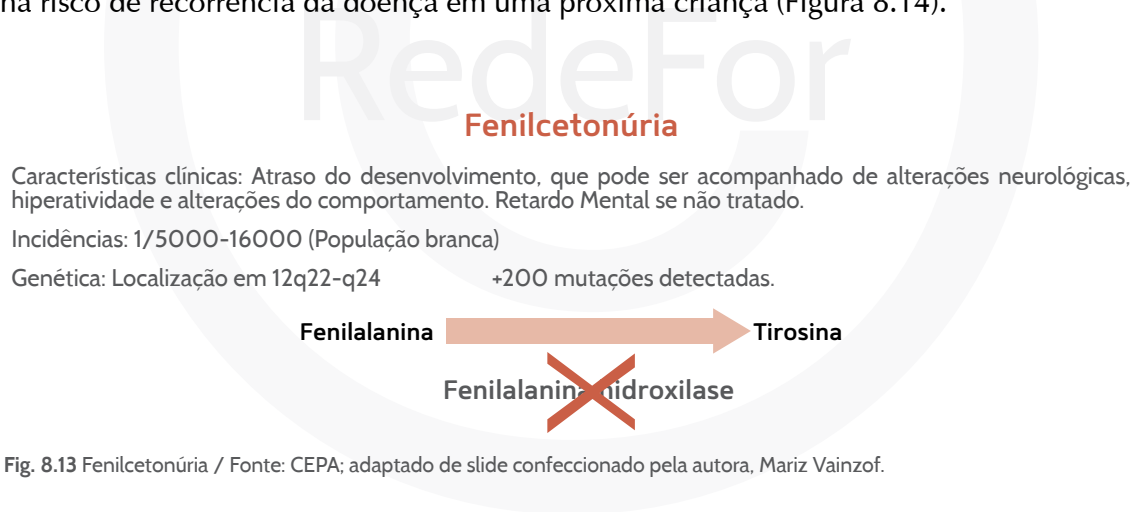 na risco de recorrência da doença em uma próxima criança (Figura 8.14).
RedeFor
Fenilcetonúria
Características clínicas: Atraso do desenvolvimento, que pode ser acompanhado de alterações neurológicas,
hiperatividade e alterações do comportamento. Retardo Mental se não tratado.
Incidências: 1/5000-16000 (População branca)
Genética: Localização em 12q22-q24 +200 mutações detectadas.
Fenilalanina Tirosina
Fenilalanina hidroxilase
Fig. 8.13 Fenilcetonúria / Fonte: CEPA; adaptado de slide confeccionado pela autora, Mariz Vainzof.